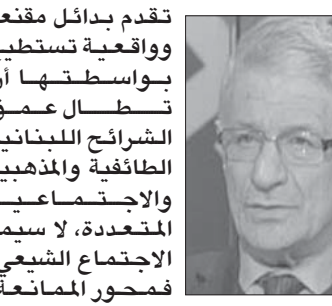 تقدم بدائل مقنعة
وواقعية تستطيع
بواسطتها أن
تطال عمق
الشرائح اللبنانية
الطائفية والمذهبية
والاجتماعية
المتعددة، لا سيما
الاجتماع الشيعي.
فمحور الممانعة